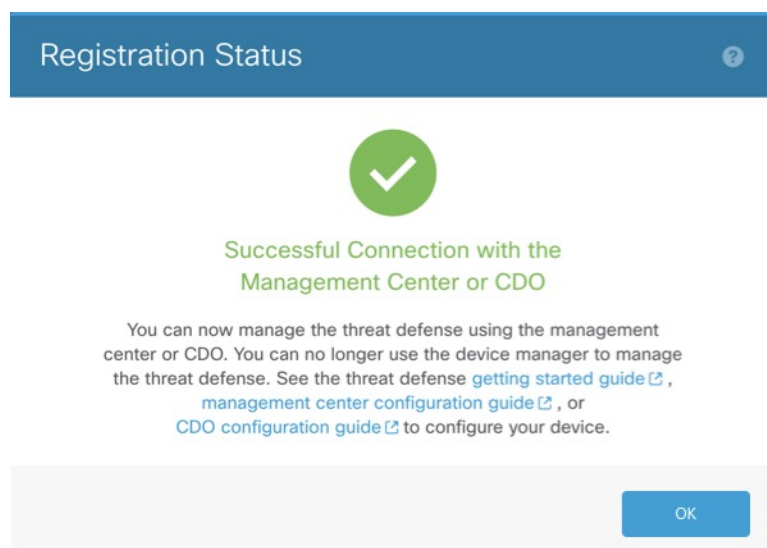 Registration Status
Successful Connection with the
Management Center or CDO
You can now manage the threat defense using the management
center or CDO. You can no longer use the device manager to manage
the threat defense. See the threat defense getting started guide ,
management center configuration guide , or
CDO configuration guide to configure your device.
OK